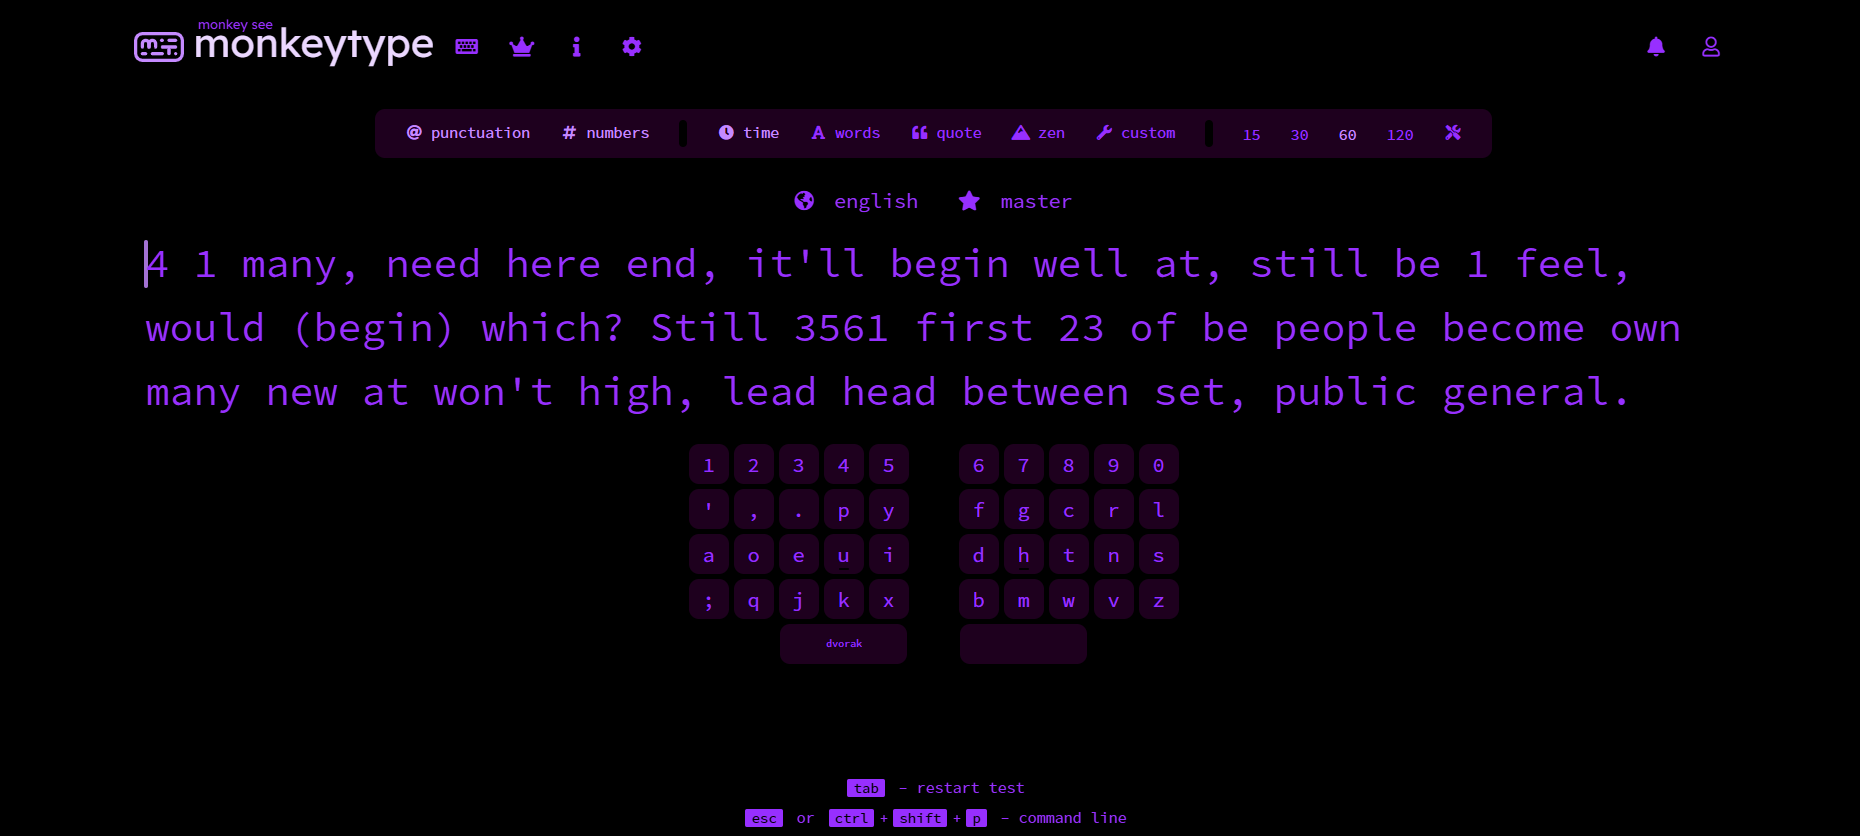 monkey see
monkeytype
@ punctuation # numbers time A words quote zen custom 15 30 60 120
english master
4 1 many, need here end, it'll begin well at, still be 1 feel,
would (begin) which? Still 3561 first 23 of be people become own
many new at won't high, lead head between set, public general.
1 2 3 4 5 6 7 8 9 0
' , . p y f g c r l
a o e u i d h t n s
; q j k x b m w v z
dvorak
tab - restart test
esc or ctrl + shift + p - command line